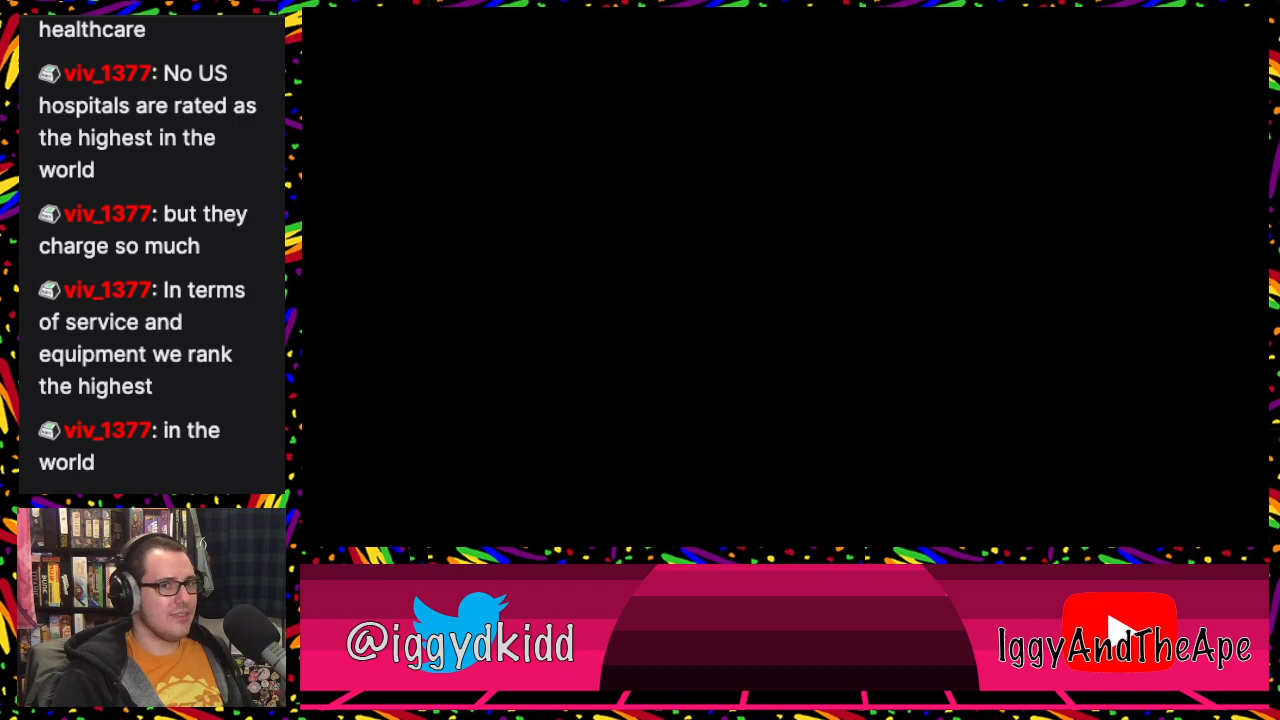 healthcare
viv_1377: No US
hospitals are rated as
the highest in the
world
viv_1377: but they
charge so much
viv_1377: In terms
of service and
equipment we rank
the highest
viv_1377: in the
world
@iggydkidd
IggyAndTheApe